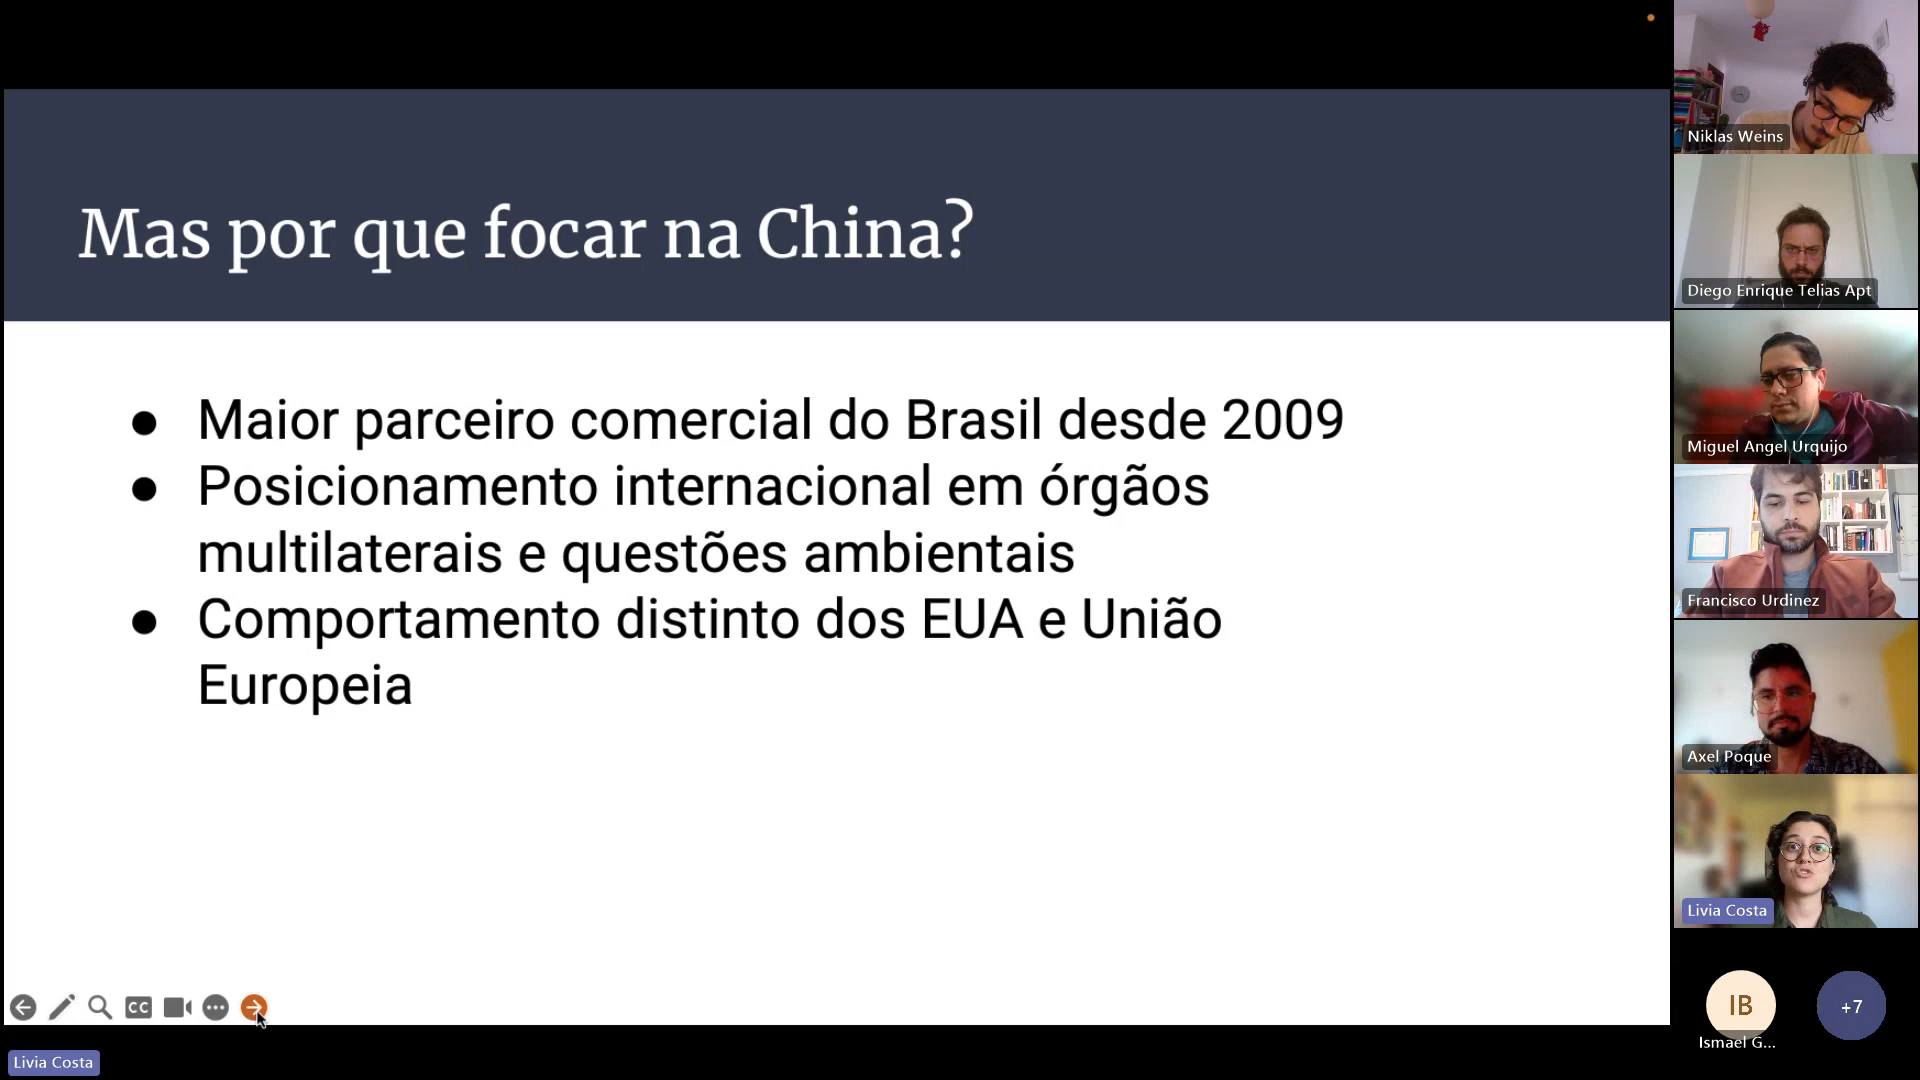 Mas por que focar na China?
● Maior parceiro comercial do Brasil desde 2009
● Posicionamento internacional em órgãos
multilaterais e questões ambientais
● Comportamento distinto dos EUA e União
Europeia
CC
Livia Costa
Niklas Weins
Diego Enrique Telias Apt
Miguel Angel Urquijo
Francisco Urdinez
Axel Poque
Livia Costa
IB
Ismael G...
+7